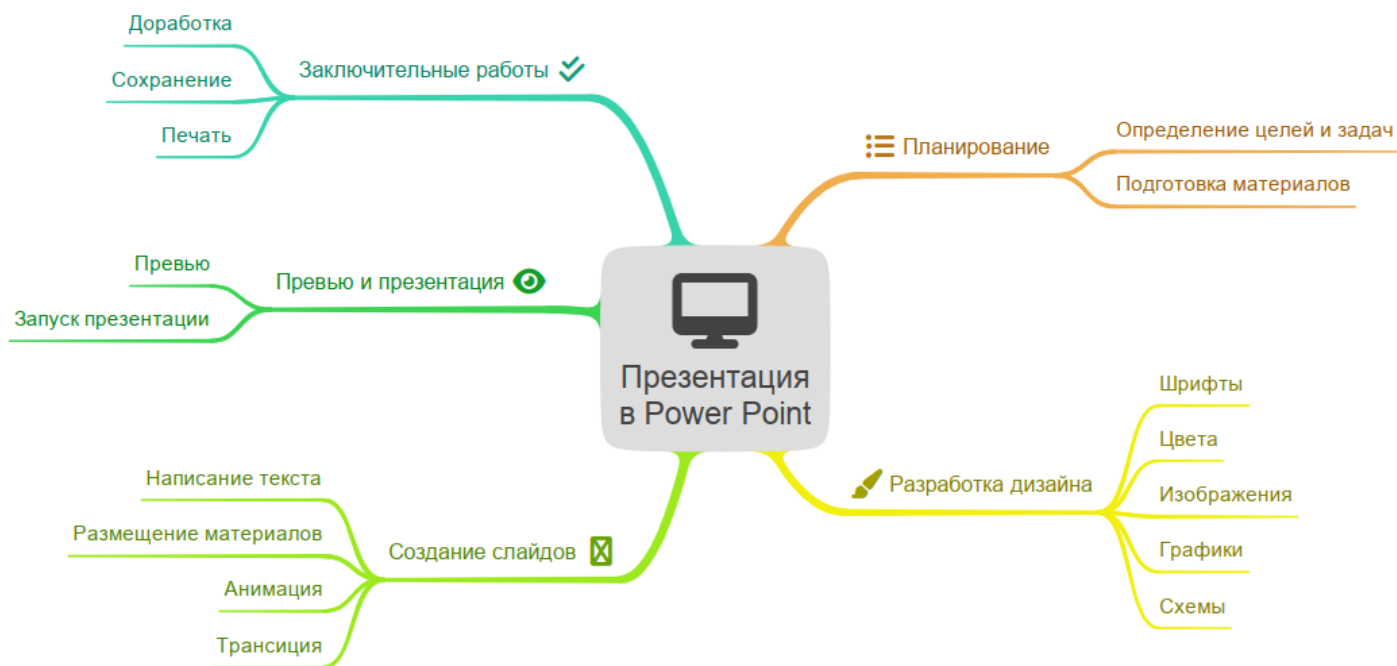 Презентация
в Power Point
Планирование
Определение целей и задач
Подготовка материалов
Разработка дизайна
Шрифты
Цвета
Изображения
Графики
Схемы
Создание слайдов
Написание текста
Размещение материалов
Анимация
Трансиция
Превью и презентация
Превью
Запуск презентации
Заключительные работы
Доработка
Сохранение
Печать